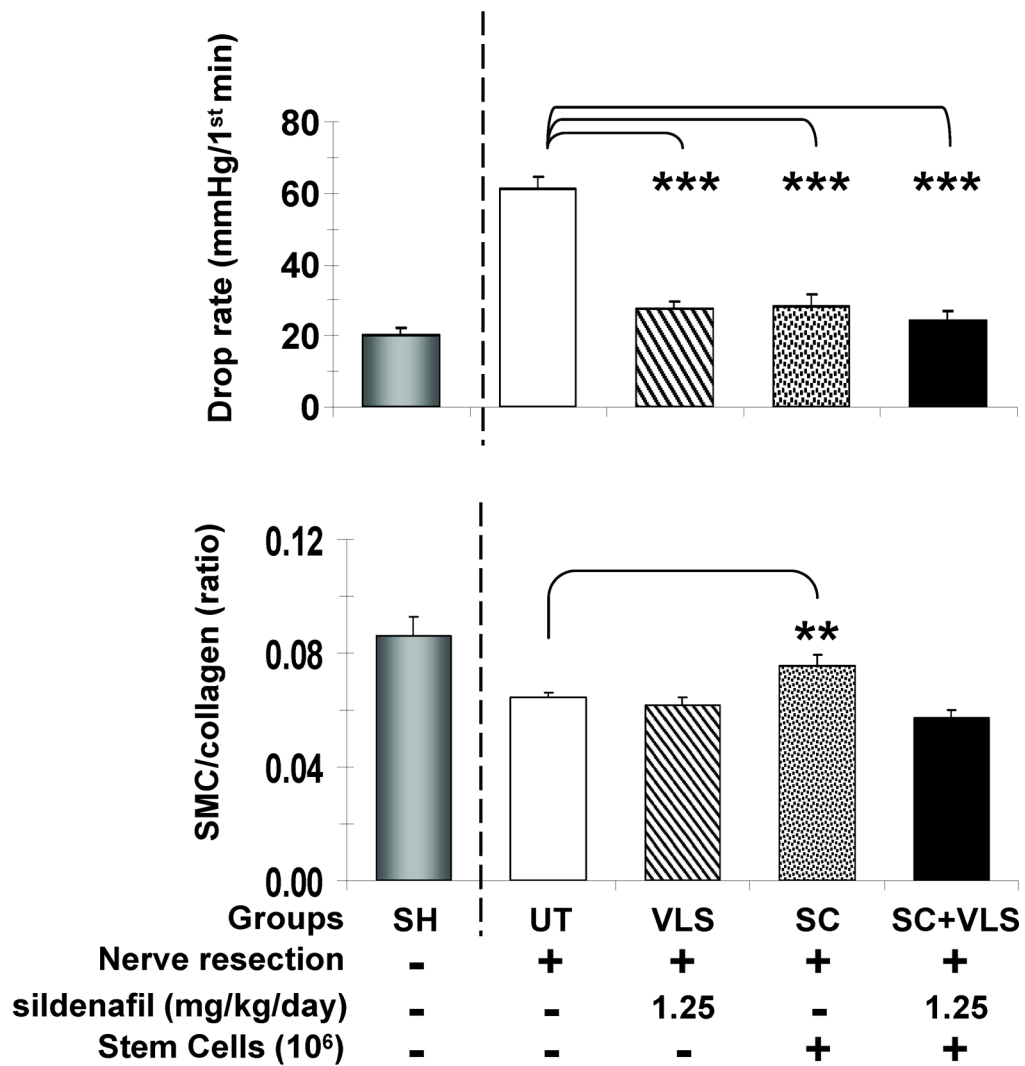 Drop rate (mmHg/1st min)
80
60
40
20
0
*** *** ***
SMC/collagen (ratio)
0.12
0.08
0.04
0.00
**
Groups SH UT VLS SC SC+VLS
Nerve resection - + + + +
sildenafil (mg/kg/day) - - 1.25 - 1.25
Stem Cells (10⁶) - - - + +